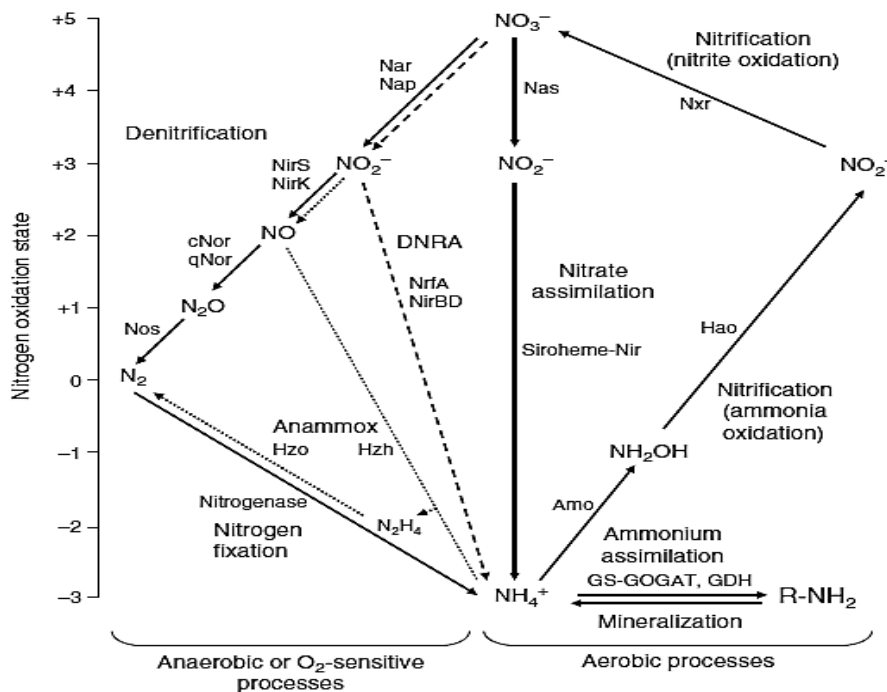 +5
NO₃⁻
Nitrification
(nitrite oxidation)
Nar
Nap
+4
Nas
Nxr
Denitrification
+3
NO₂⁻
NO₂⁻
NO₂⁻
NirS
NirK
+2
NO
cNor
qNor
DNRA
Nitrate
assimilation
NrfA
NirBD
+1
N₂O
Nos
Siroheme-Nir
Hao
0
N₂
Nitrification
(ammonia
oxidation)
Anammox
Hzo
Hzh
−1
NH₂OH
Nitrogenase
Amo
−2
N₂H₄
Nitrogen
fixation
Ammonium
assimilation
GS-GOGAT, GDH
−3
NH₄⁺
R-NH₂
Mineralization
Nitrogen oxidation state
Anaerobic or O₂-sensitive
processes
Aerobic processes